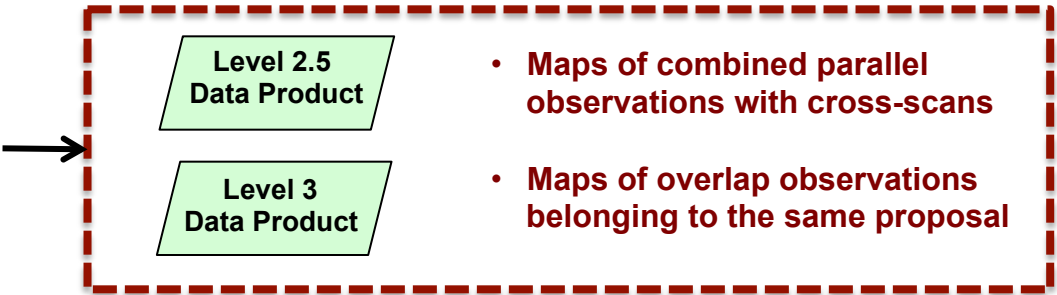 Level 2.5
Data Product
• Maps of combined parallel
observations with cross-scans
Level 3
Data Product
• Maps of overlap observations
belonging to the same proposal